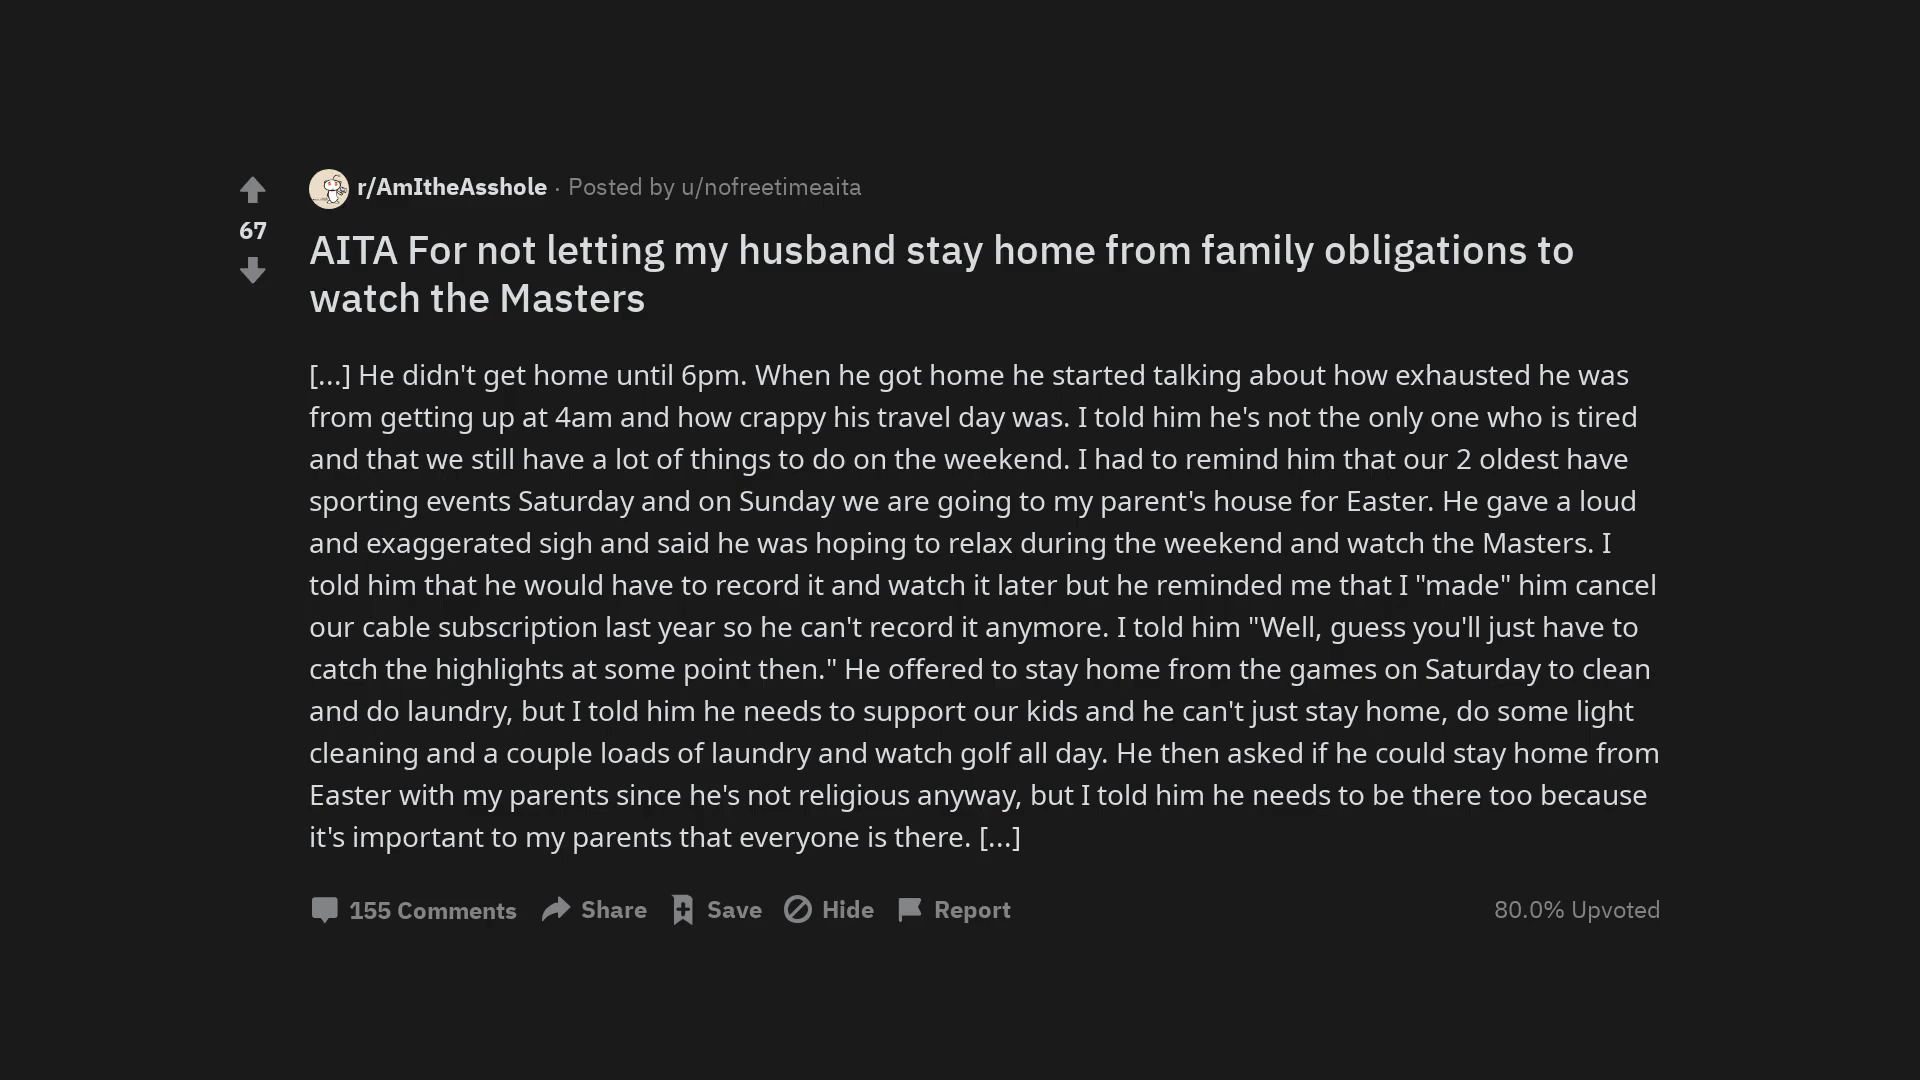 r/AmItheAsshole · Posted by u/nofreetimeaita
67
AITA For not letting my husband stay home from family obligations to
watch the Masters
[...] He didn't get home until 6pm. When he got home he started talking about how exhausted he was
from getting up at 4am and how crappy his travel day was. I told him he's not the only one who is tired
and that we still have a lot of things to do on the weekend. I had to remind him that our 2 oldest have
sporting events Saturday and on Sunday we are going to my parent's house for Easter. He gave a loud
and exaggerated sigh and said he was hoping to relax during the weekend and watch the Masters. I
told him that he would have to record it and watch it later but he reminded me that I "made" him cancel
our cable subscription last year so he can't record it anymore. I told him "Well, guess you'll just have to
catch the highlights at some point then." He offered to stay home from the games on Saturday to clean
and do laundry, but I told him he needs to support our kids and he can't just stay home, do some light
cleaning and a couple loads of laundry and watch golf all day. He then asked if he could stay home from
Easter with my parents since he's not religious anyway, but I told him he needs to be there too because
it's important to my parents that everyone is there. [...]
155 Comments Share Save Hide Report 80.0% Upvoted